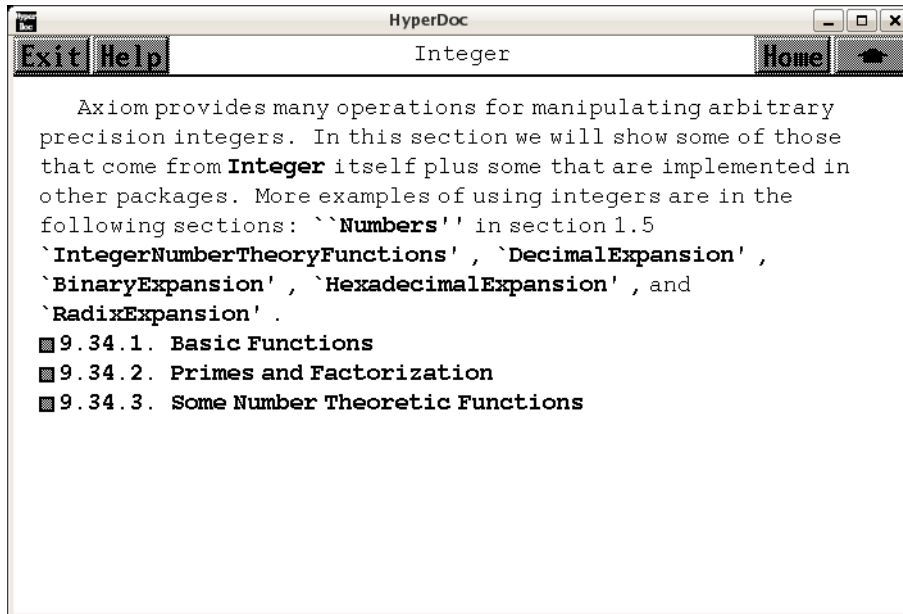 Hyper Doc
HyperDoc
Exit Help Integer Home
Axiom provides many operations for manipulating arbitrary
precision integers. In this section we will show some of those
that come from Integer itself plus some that are implemented in
other packages. More examples of using integers are in the
following sections: ``Numbers'' in section 1.5
`IntegerNumberTheoryFunctions' , `DecimalExpansion' ,
`BinaryExpansion' , `HexadecimalExpansion' , and
`RadixExpansion' .
9.34.1. Basic Functions
9.34.2. Primes and Factorization
9.34.3. Some Number Theoretic Functions